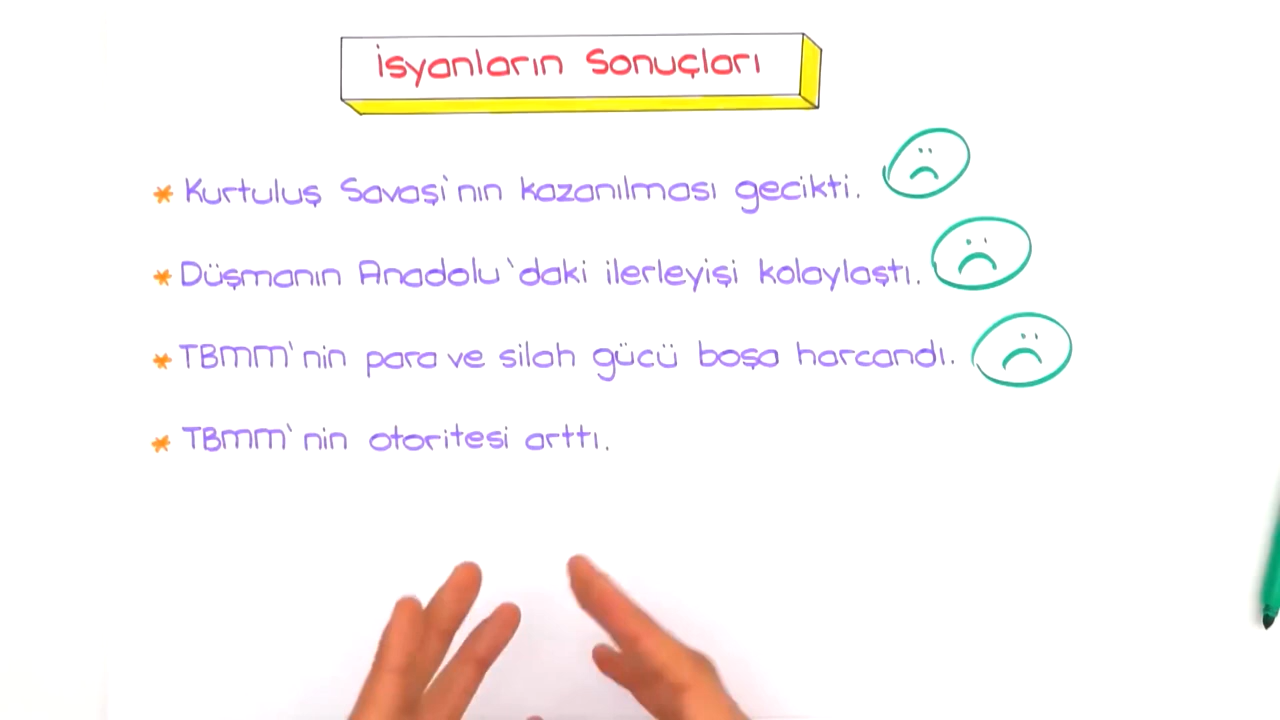 İsyanların Sonuçları
* Kurtuluş Savaşı'nın kazanılması gecikti.
* Düşmanın Anadolu'daki ilerleyişi kolaylaştı.
* TBMM'nin para ve silah gücü boşa harcandı.
* TBMM'nin otoritesi arttı.